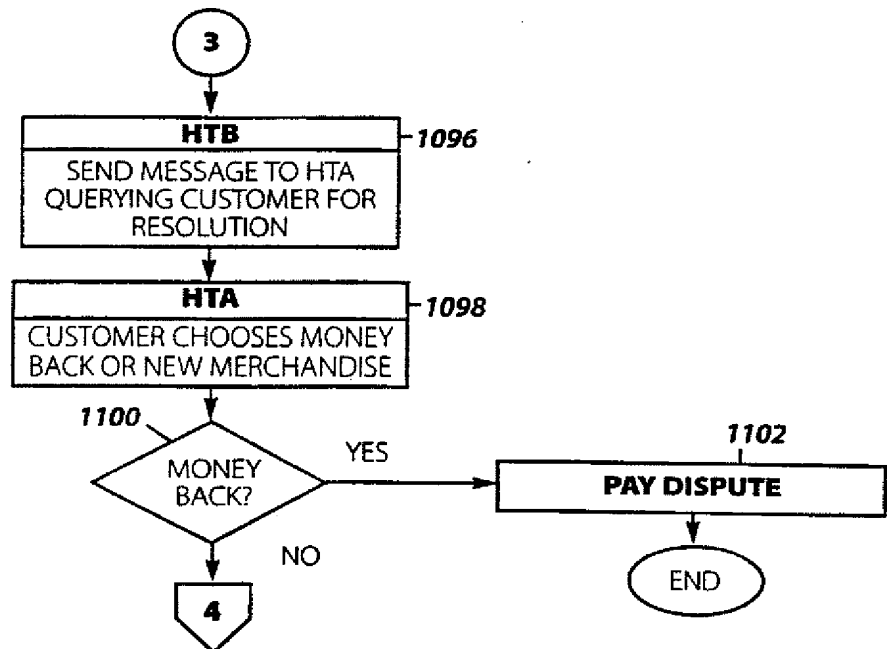 3
HTB
1096
SEND MESSAGE TO HTA
QUERYING CUSTOMER FOR
RESOLUTION
HTA
1098
CUSTOMER CHOOSES MONEY
BACK OR NEW MERCHANDISE
1100
MONEY
BACK?
YES
1102
PAY DISPUTE
NO
END
4